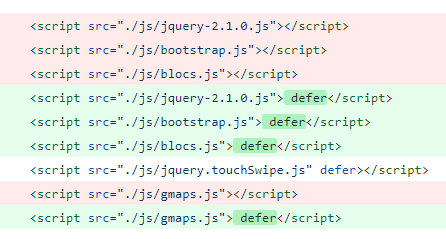 <script src="./js/jquery-2.1.0.js"></script>
<script src="./js/bootstrap.js"></script>
<script src="./js/blocs.js"></script>
<script src="./js/jquery-2.1.0.js"> defer</script>
<script src="./js/bootstrap.js"> defer</script>
<script src="./js/blocs.js"> defer</script>
<script src="./js/jquery.touchSwipe.js" defer></script>
<script src="./js/gmaps.js"></script>
<script src="./js/gmaps.js"> defer</script>